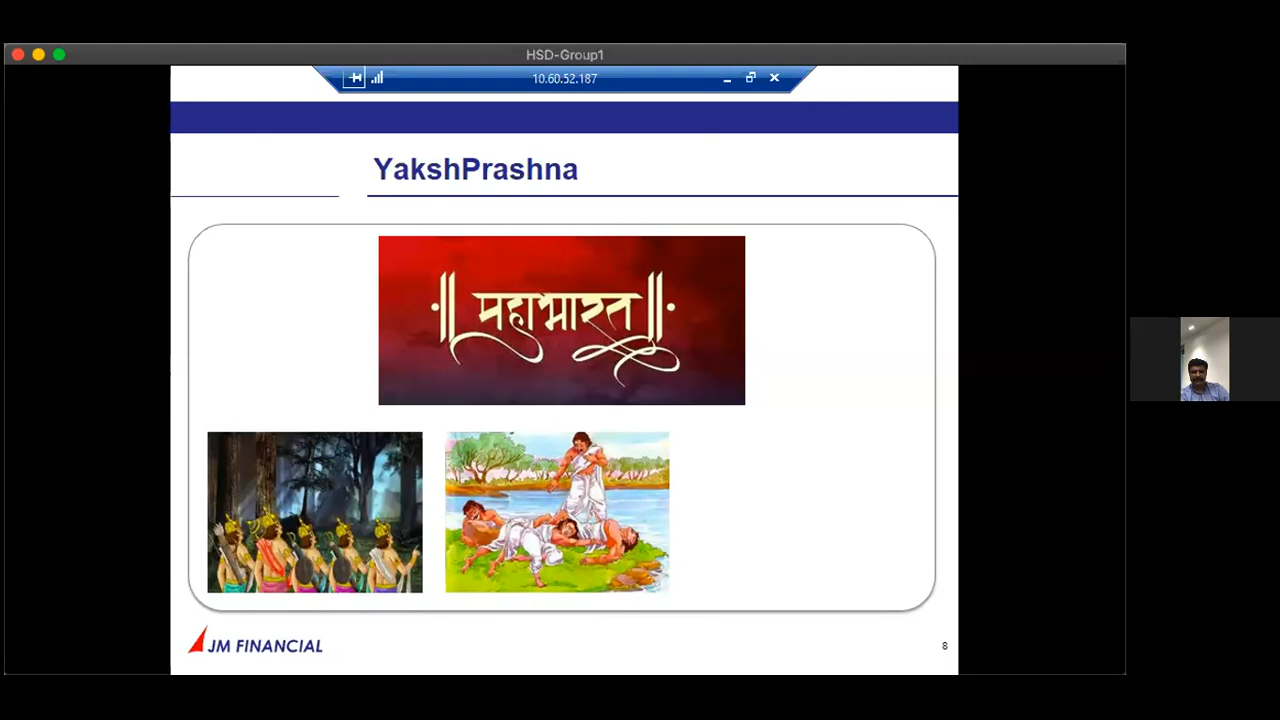 HSD-Group1
10.60.52.187
YakshPrashna
॥ महाभारत ॥
JM FINANCIAL
8